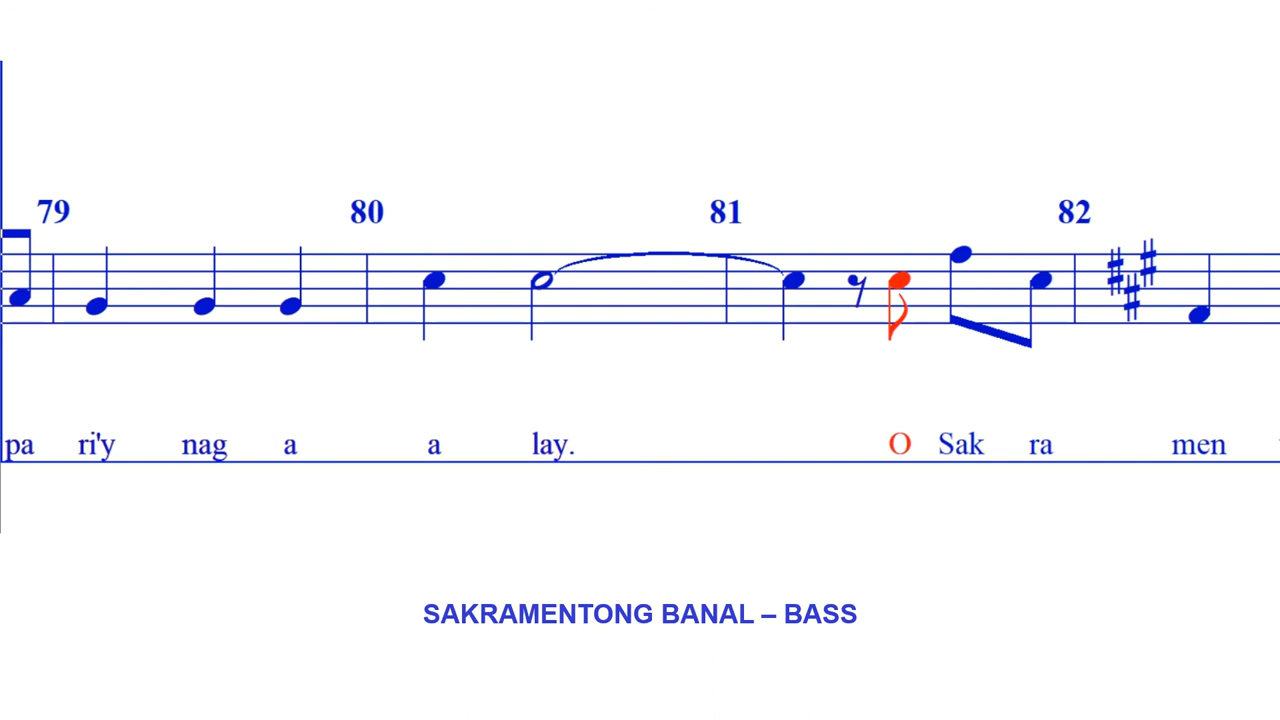 79 80 81 82
pa ri'y nag a a lay. O Sak ra men
SAKRAMENTONG BANAL – BASS